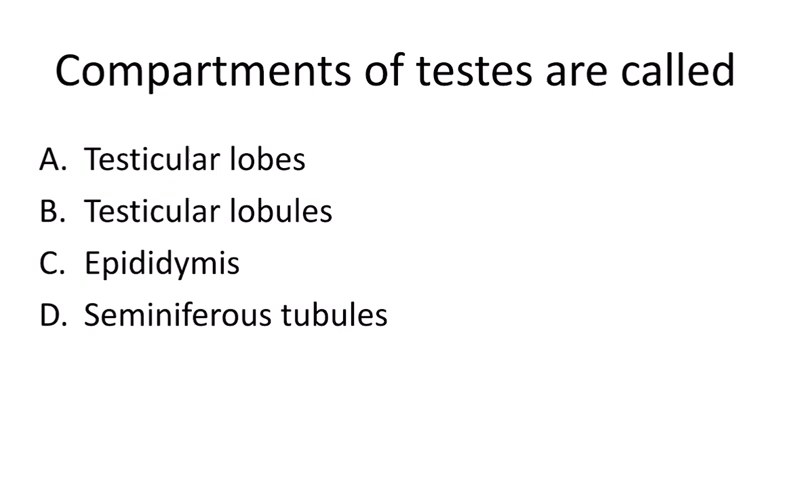 Compartments of testes are called
A. Testicular lobes
B. Testicular lobules
C. Epididymis
D. Seminiferous tubules